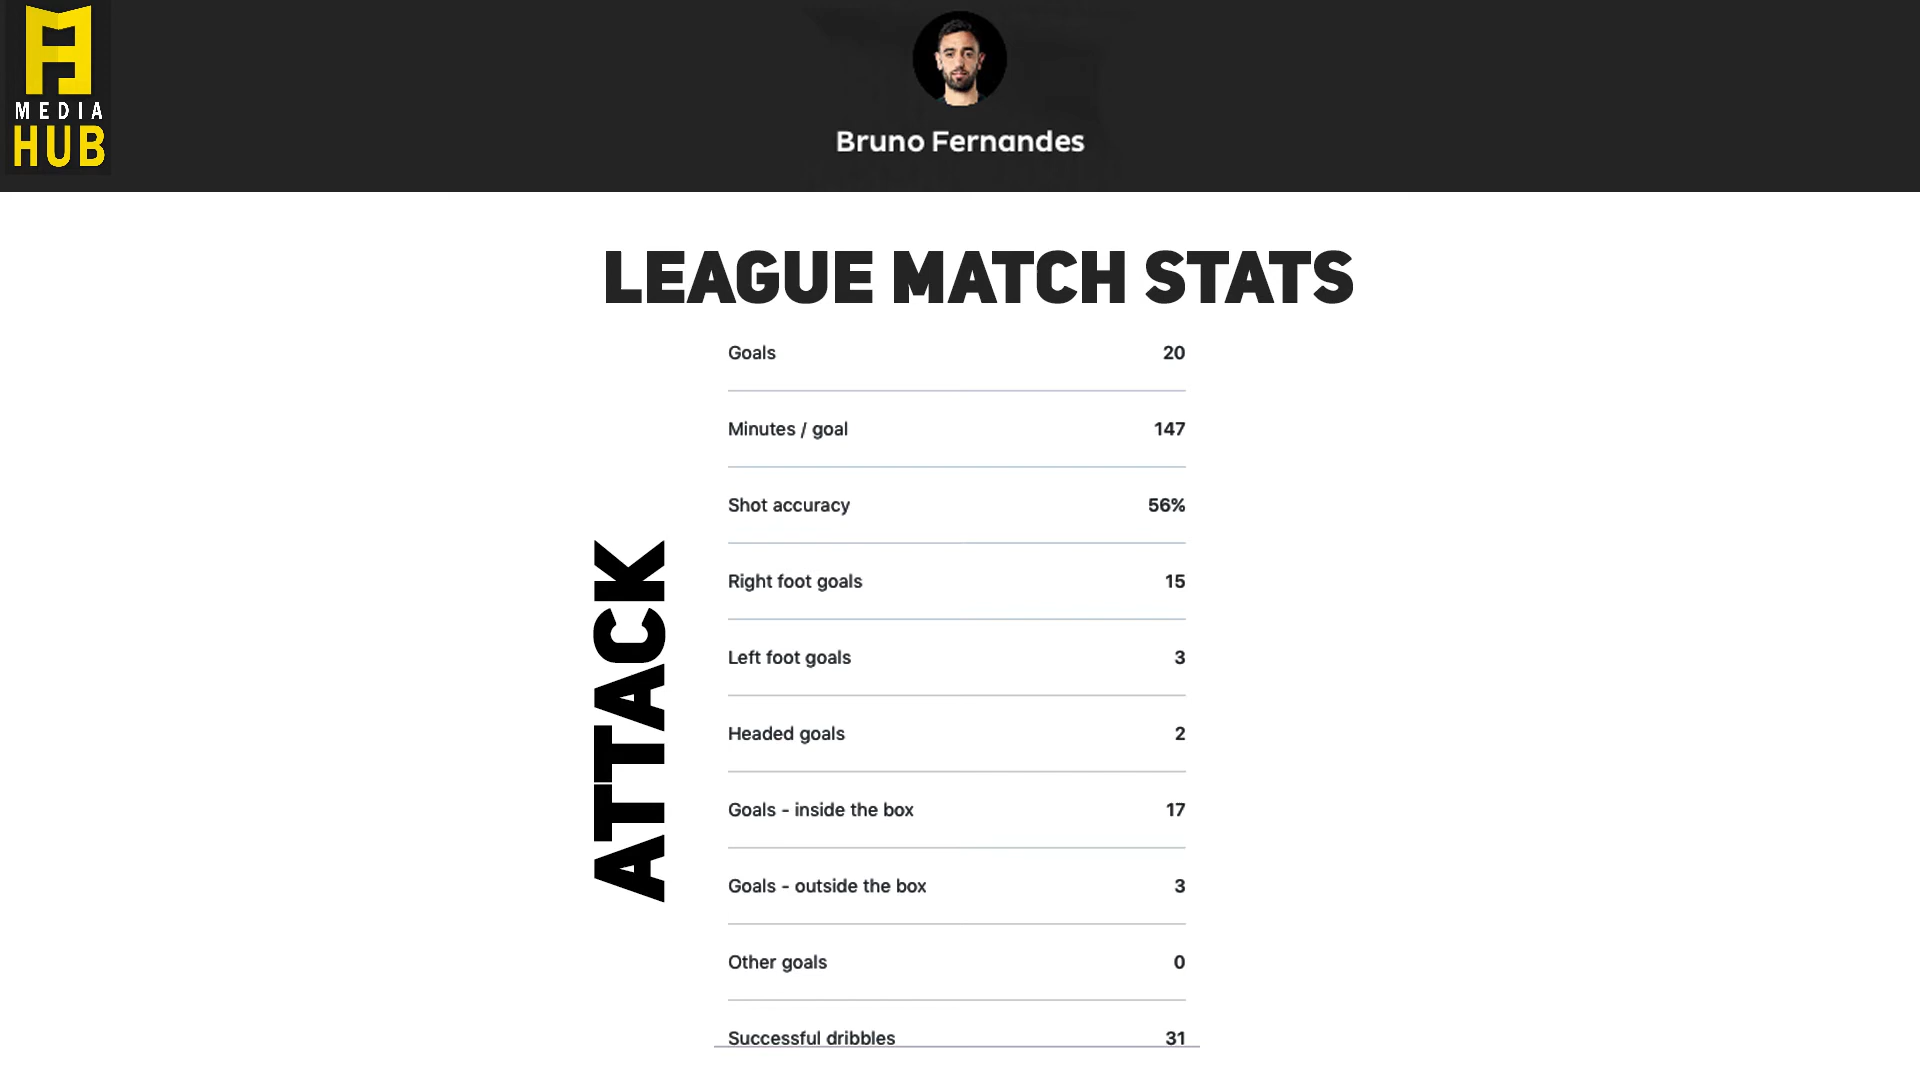 MEDIA
HUB
Bruno Fernandes
LEAGUE MATCH STATS
ATTACK
Goals 20
Minutes / goal 147
Shot accuracy 56%
Right foot goals 15
Left foot goals 3
Headed goals 2
Goals - inside the box 17
Goals - outside the box 3
Other goals 0
Successful dribbles 31